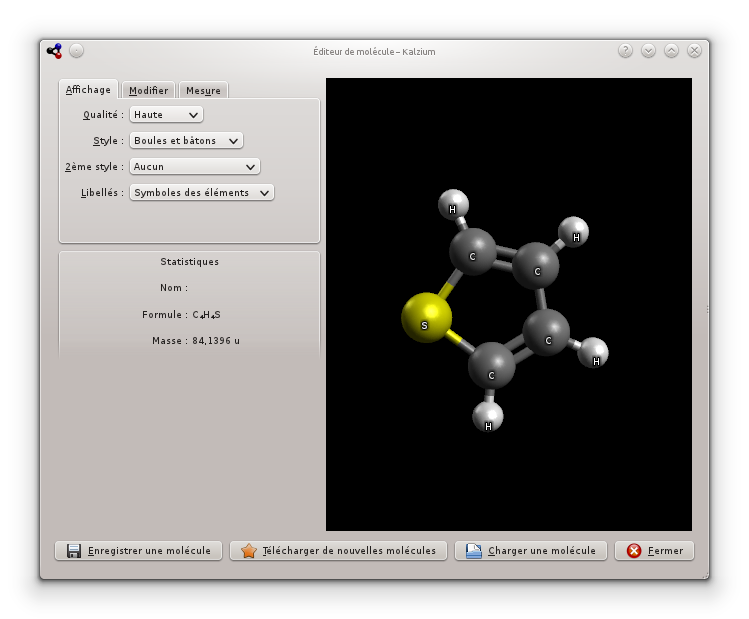 Éditeur de molécule – Kalzium
Affichage Modifier Mesure
Qualité : Haute
Style : Boules et bâtons
2ème style : Aucun
Libellés : Symboles des éléments
Statistiques
Nom :
Formule : C₄H₄S
Masse : 84,1396 u
H
H
C
C
S
C
H
C
H
Enregistrer une molécule Télécharger de nouvelles molécules Charger une molécule Fermer